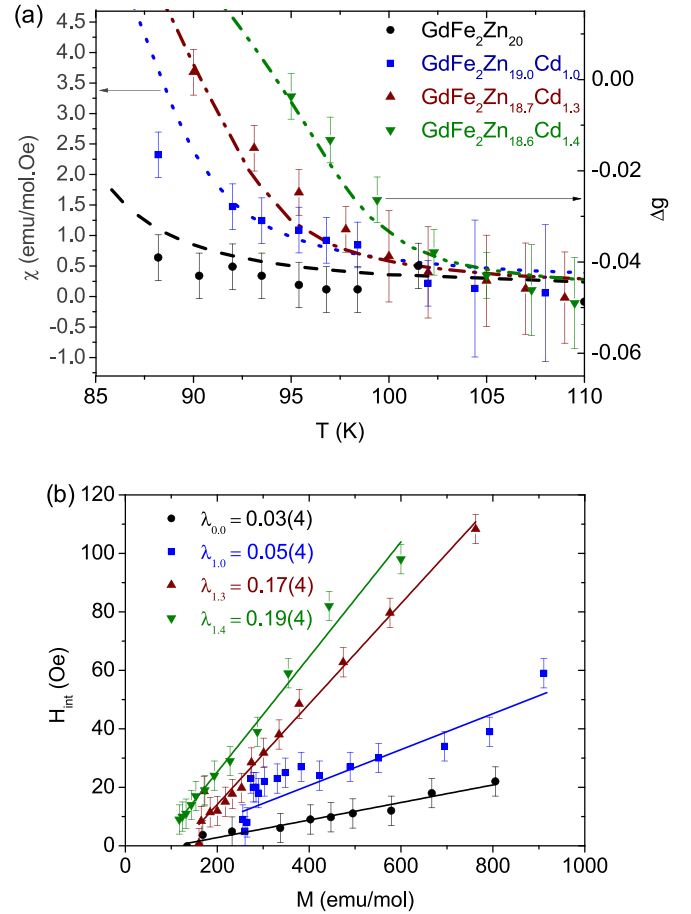 (a)
4.5
4.0
3.5
3.0
2.5
2.0
1.5
1.0
0.5
0.0
-0.5
-1.0
χ (emu/mol.Oe)
GdFe₂Zn₂₀
GdFe₂Zn₁₉.₀Cd₁.₀
GdFe₂Zn₁₈.₇Cd₁.₃
GdFe₂Zn₁₈.₆Cd₁.₄
0.00
-0.02
-0.04
-0.06
Δg
85 90 95 100 105 110
T (K)
(b)
120
100
80
60
40
20
0
H_int (Oe)
λ₀.₀ = 0.03(4)
λ₁.₀ = 0.05(4)
λ₁.₃ = 0.17(4)
λ₁.₄ = 0.19(4)
0 200 400 600 800 1000
M (emu/mol)